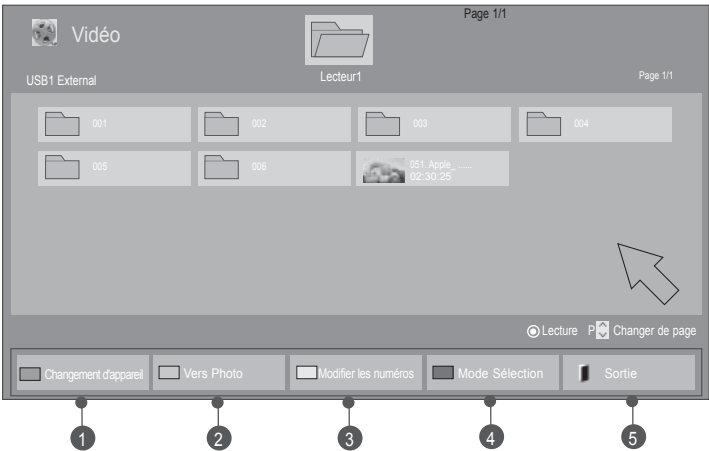 Page 1/1
Vidéo
Lecteur1
USB1 External
Page 1/1
001 002 003 004
005 006 051. Apple_ ......
02:30:25
Lecture P Changer de page
Changement d'appareil Vers Photo Modifier les numéros Mode Sélection Sortie
1 2 3 4 5